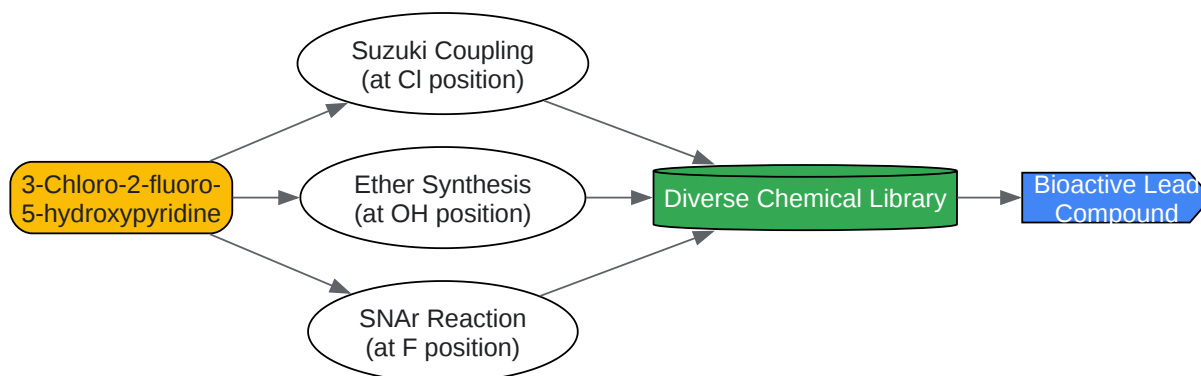 Suzuki Coupling
(at Cl position)
3-Chloro-2-fluoro-
5-hydroxypyridine
Ether Synthesis
(at OH position)
Diverse Chemical Library
Bioactive Lead
Compound
SNAr Reaction
(at F position)